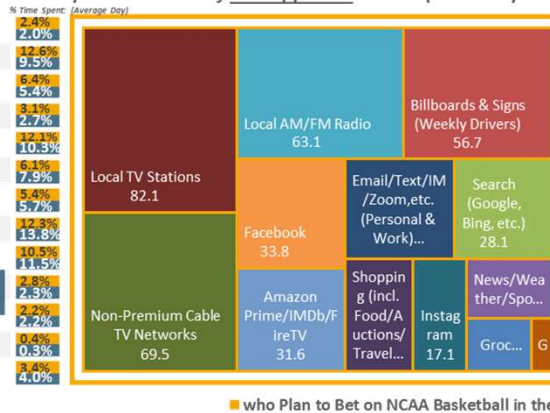 % Time Spent: (Average Day)
2.4%
2.0%
12.6%
9.5%
6.4%
5.4%
3.1%
2.7%
12.1%
10.3%
6.1%
7.9%
5.4%
5.7%
12.3%
13.8%
10.5%
11.5%
2.8%
2.3%
2.2%
2.2%
0.4%
0.3%
3.4%
4.0%
Local TV Stations
82.1
Non-Premium Cable
TV Networks
69.5
Local AM/FM Radio
63.1
Billboards & Signs
(Weekly Drivers)
56.7
Facebook
33.8
Email/Text/IM
/Zoom,etc.
(Personal &
Work)...
Search
(Google,
Bing, etc.)
28.1
Amazon
Prime/IMDb/F
ireTV
31.6
Shoppin
g (incl.
Food/A
uctions/
Travel...
Instag
ram
17.1
News/Wea
ther/Spo...
Groc...
G
who Plan to Bet on NCAA Basketball in the